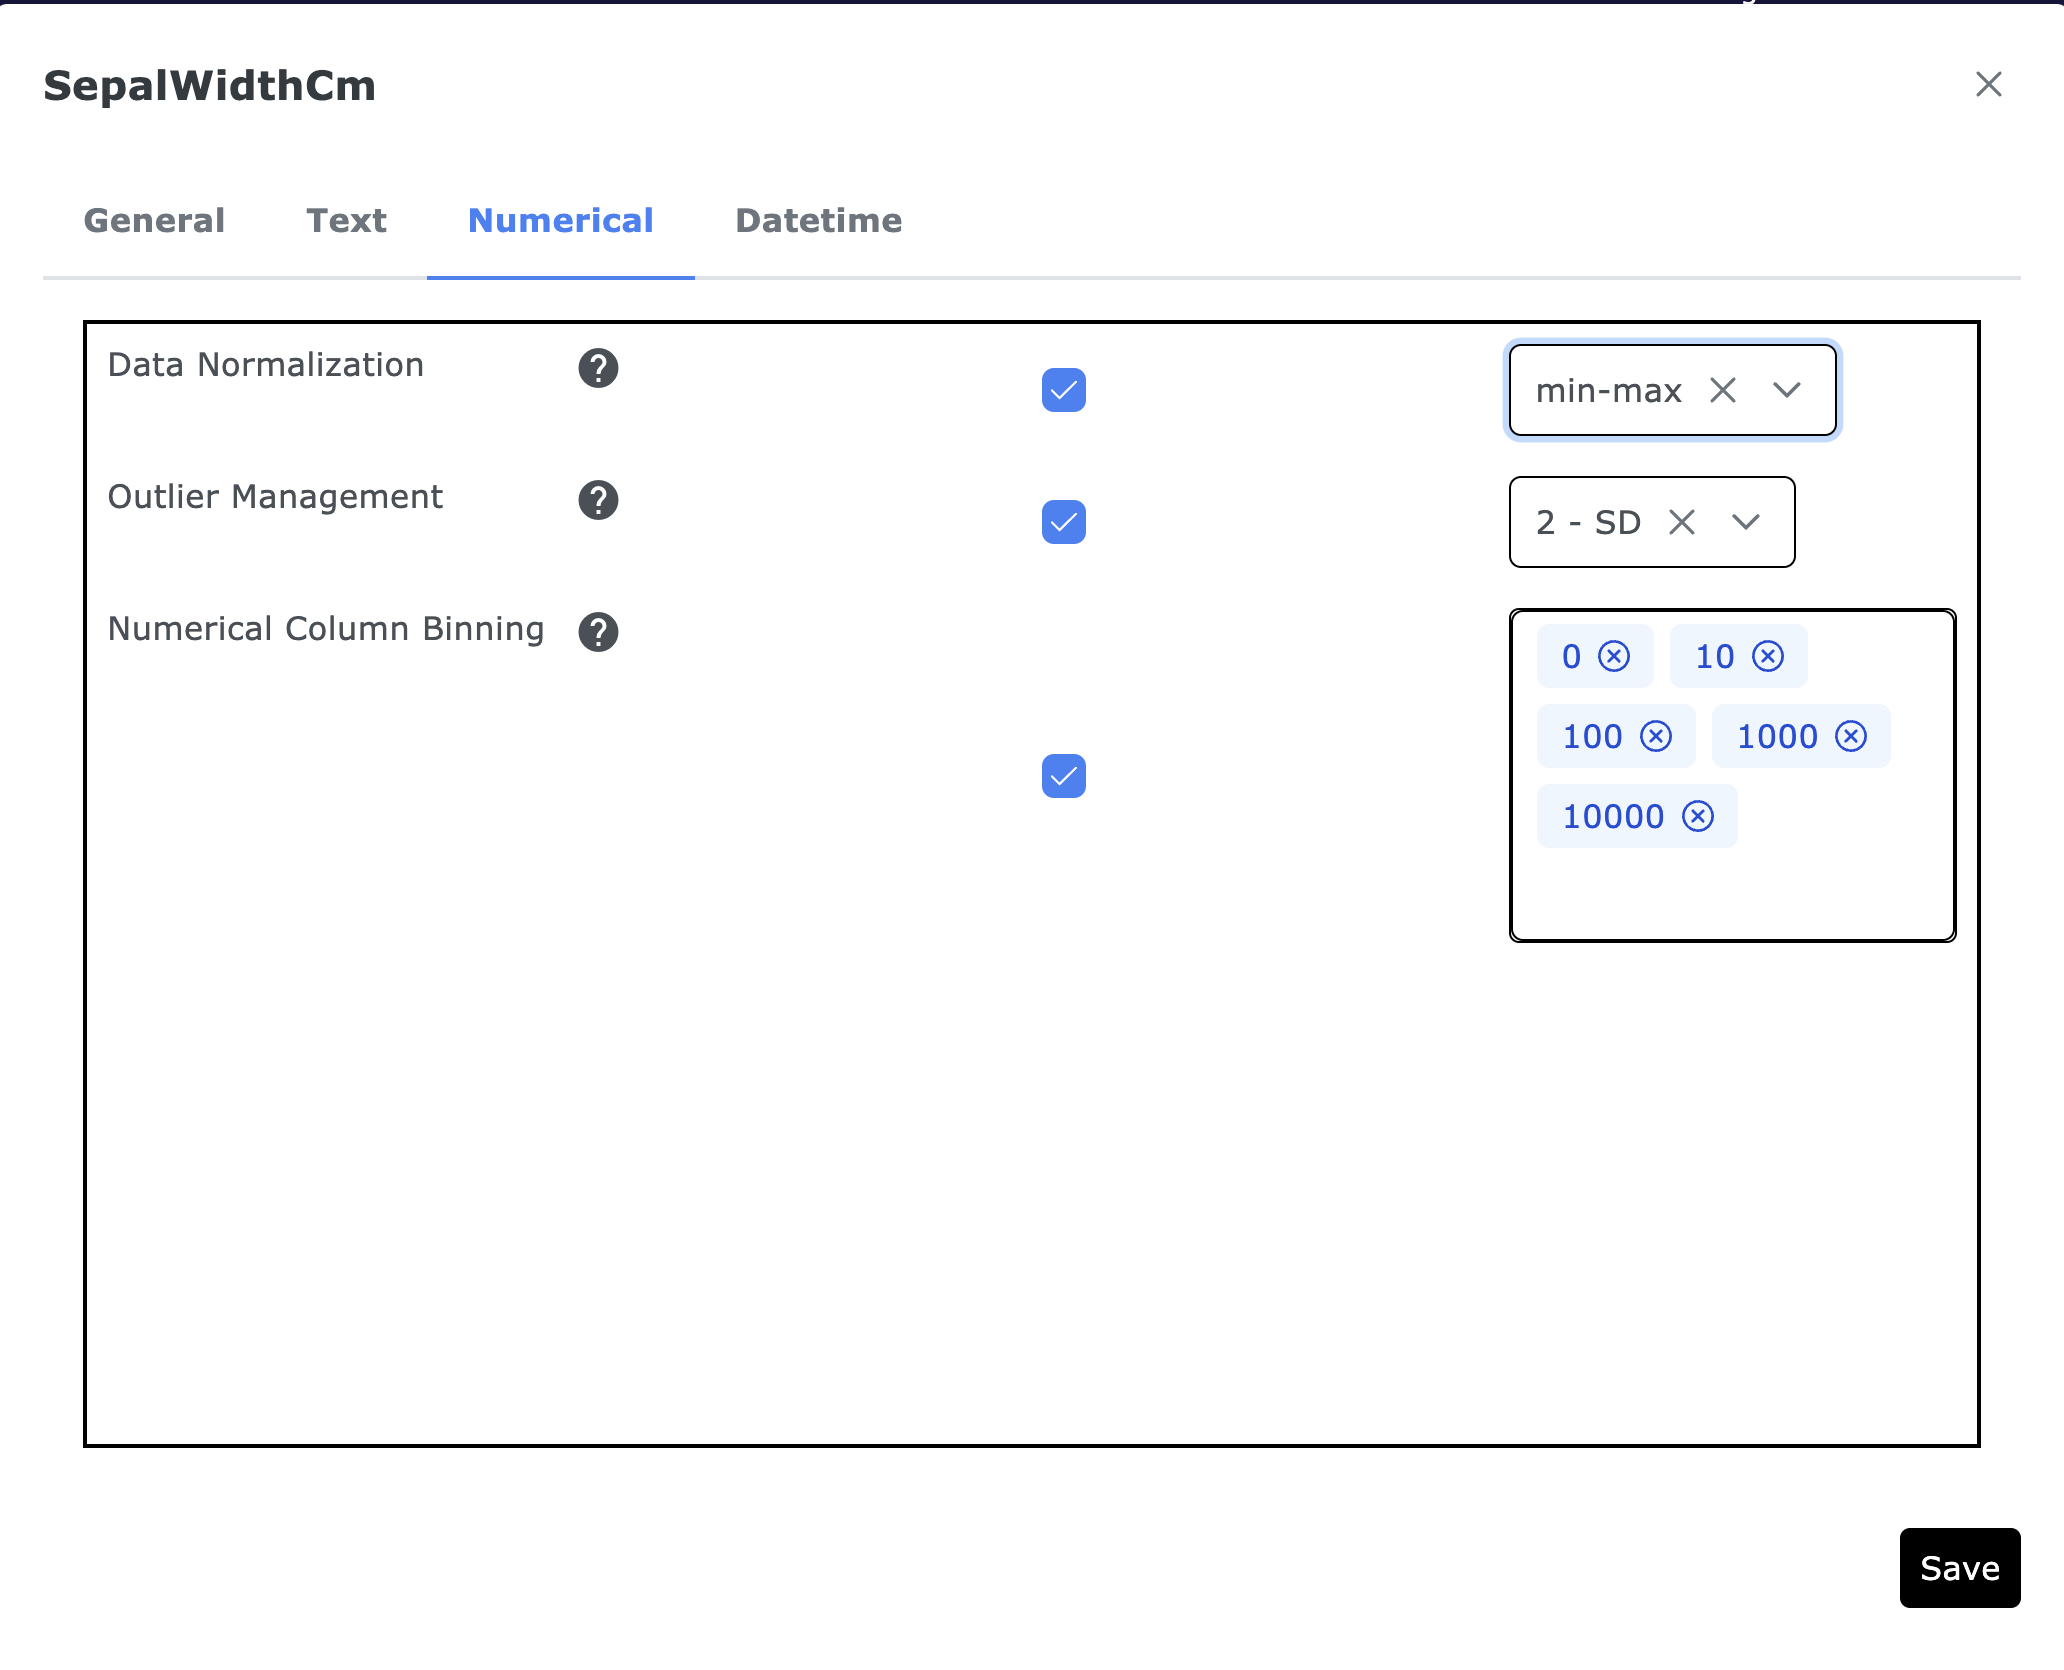 SepalWidthCm
General Text Numerical Datetime
Data Normalization ? min-max
Outlier Management ? 2 - SD
Numerical Column Binning ?
0 10
100 1000
10000
Save